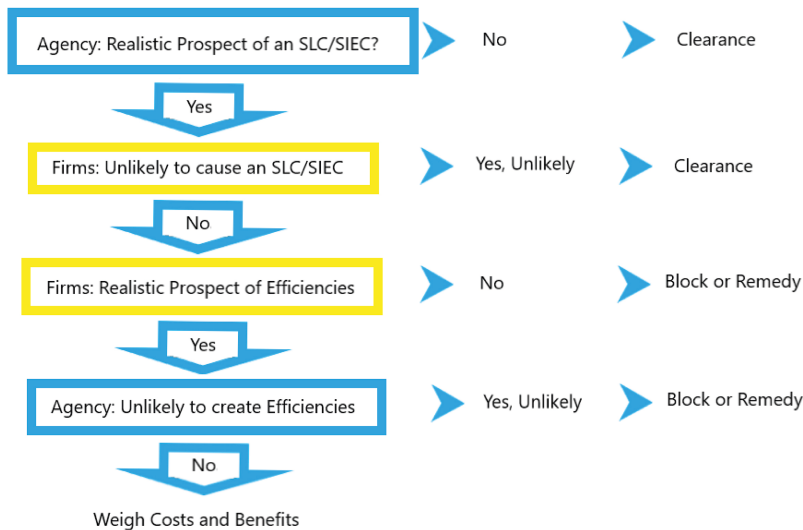 Agency: Realistic Prospect of an SLC/SIEC?
No
Clearance
Yes
Firms: Unlikely to cause an SLC/SIEC
Yes, Unlikely
Clearance
No
Firms: Realistic Prospect of Efficiencies
No
Block or Remedy
Yes
Agency: Unlikely to create Efficiencies
Yes, Unlikely
Block or Remedy
No
Weigh Costs and Benefits